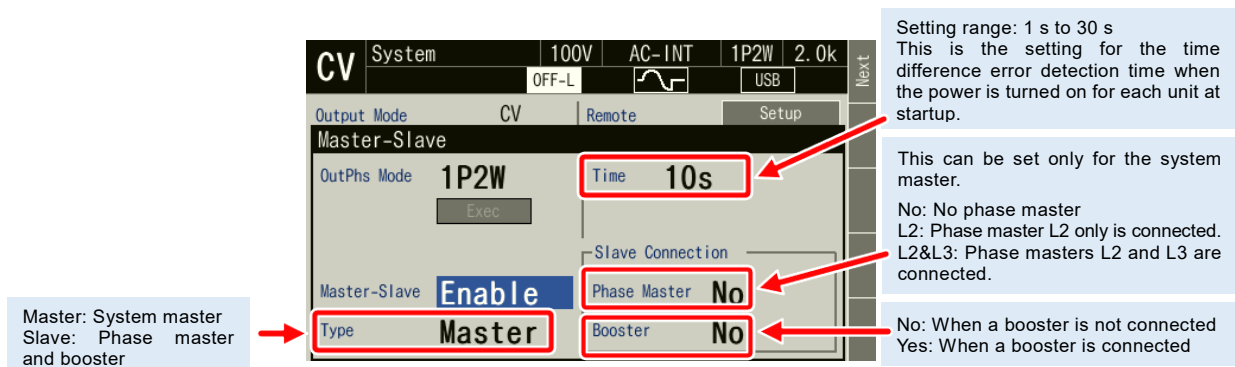 CV System 100V AC-INT 1P2W 2.0k Next
OFF-L USB
Output Mode CV Remote Setup
Master-Slave
OutPhs Mode 1P2W Time 10s
Exec
Slave Connection
Master-Slave Enable Phase Master No
Type Master Booster No
Setting range: 1 s to 30 s
This is the setting for the time
difference error detection time when
the power is turned on for each unit at
startup.
This can be set only for the system
master.
No: No phase master
L2: Phase master L2 only is connected.
L2&L3: Phase masters L2 and L3 are
connected.
No: When a booster is not connected
Yes: When a booster is connected
Master: System master
Slave: Phase master
and booster